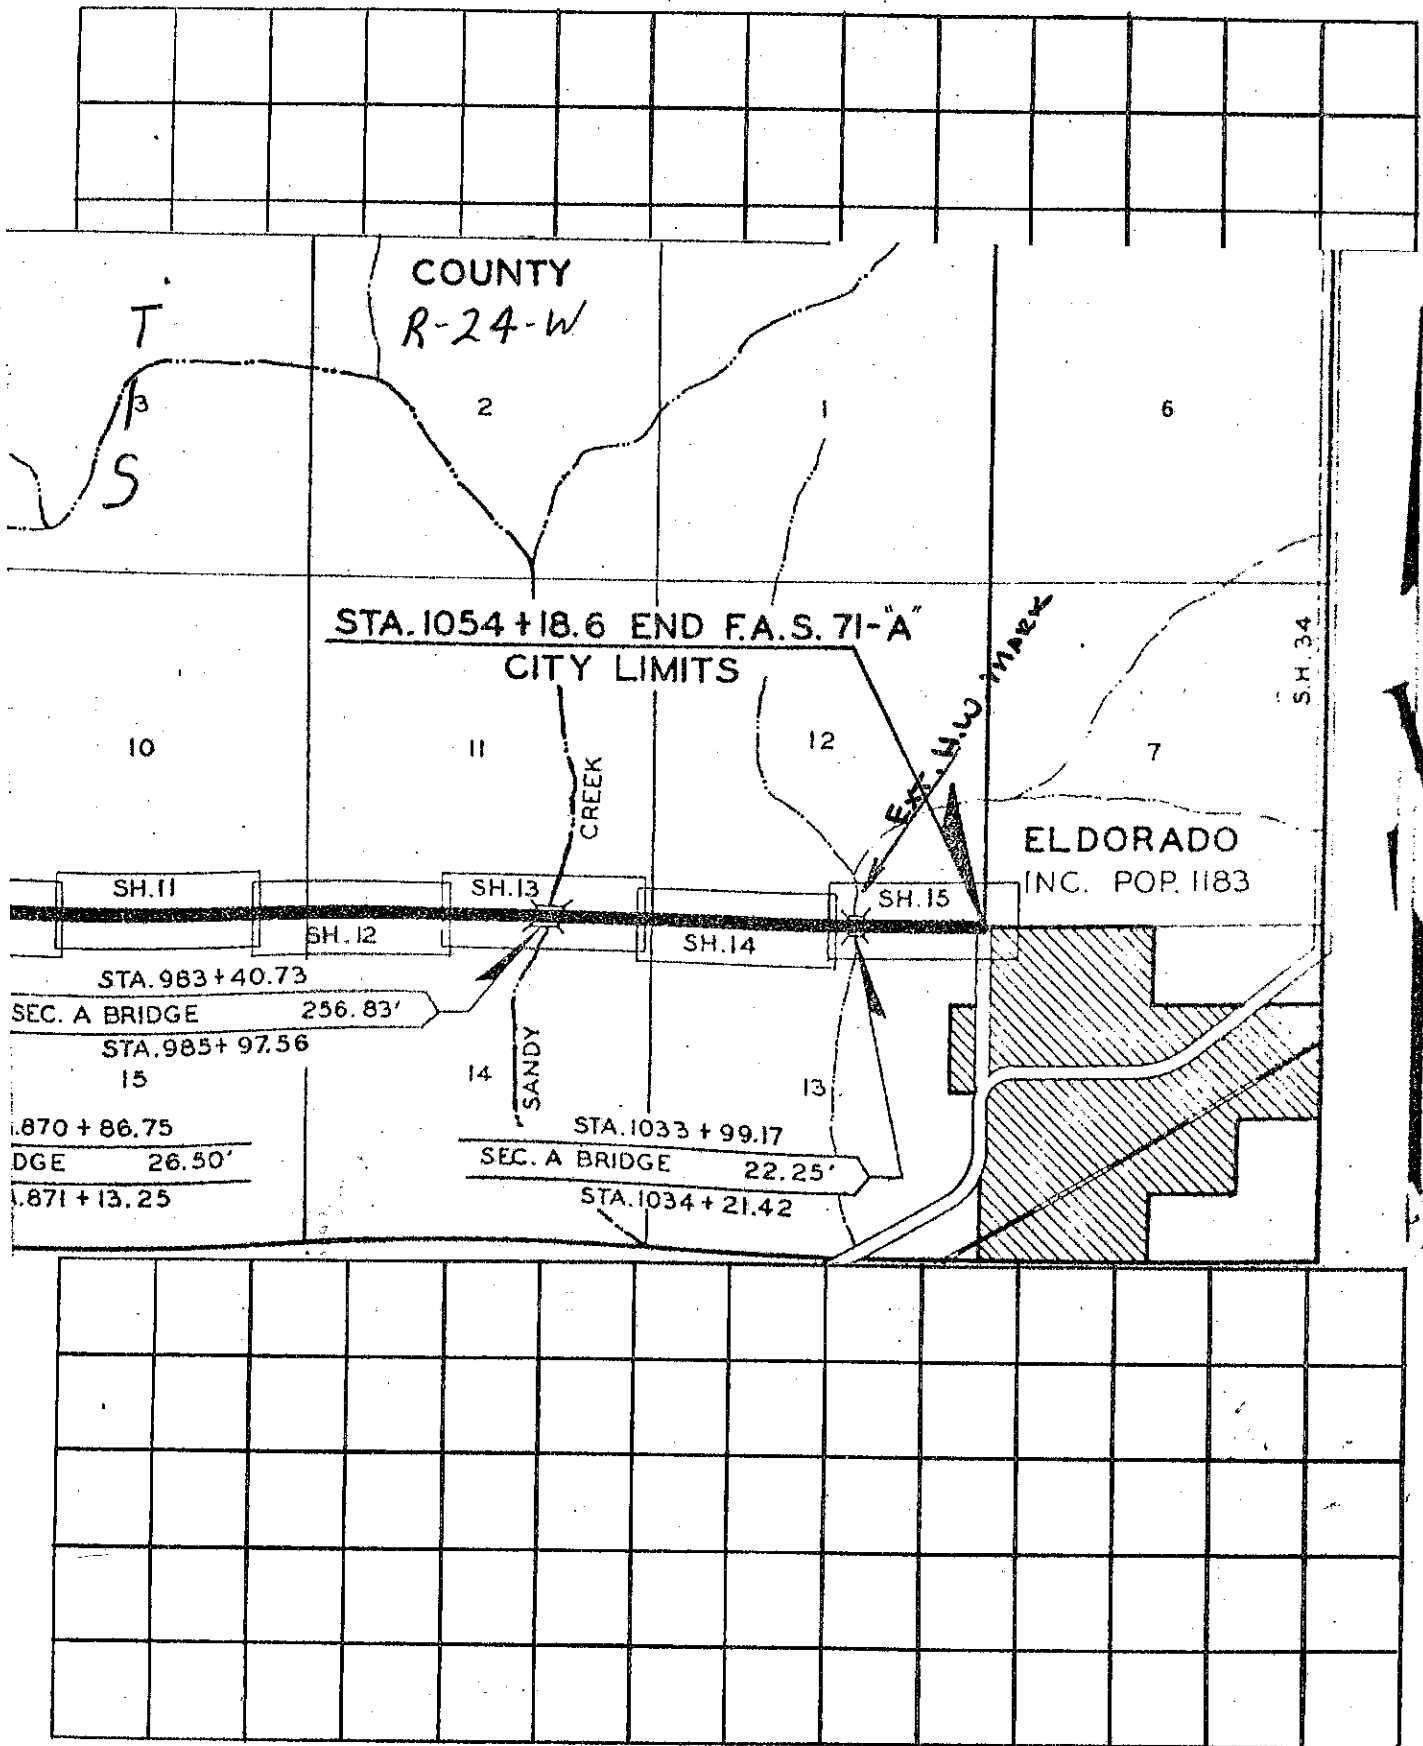 COUNTY
R-24-W
T
1
S
3
2
1
6
STA. 1054 + 18.6 END F.A.S. 71-"A"
CITY LIMITS
EXT. H.W. MARK
S.H. 34
10
11
12
7
CREEK
ELDORADO
INC. POP. 1183
SH. 11
SH. 12
SH. 13
SH. 14
SH. 15
STA. 983 + 40.73
SEC. A BRIDGE 256.83'
STA. 985 + 97.56
15
14
SANDY
13
.870 + 86.75
DGE 26.50'
.871 + 13.25
STA. 1033 + 99.17
SEC. A BRIDGE 22.25'
STA. 1034 + 21.42